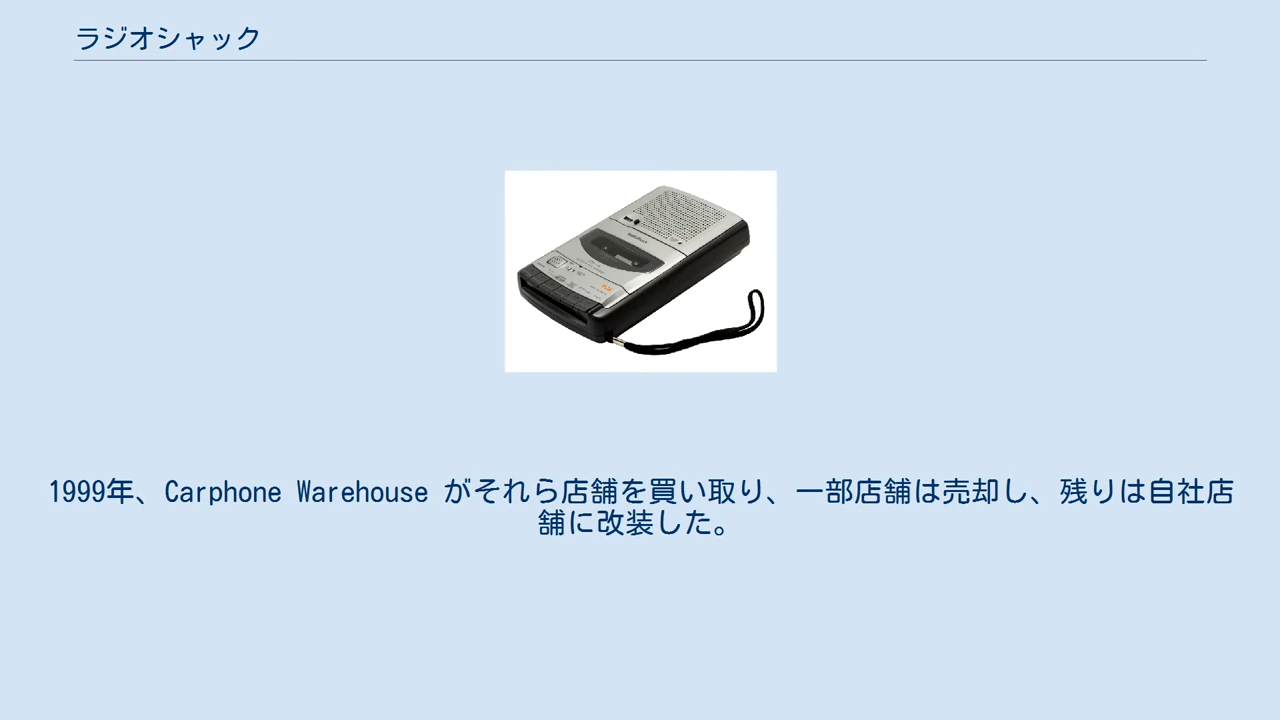 ラジオシャック
1999年、Carphone Warehouse がそれら店舗を買い取り、一部店舗は売却し、残りは自社店
舗に改装した。